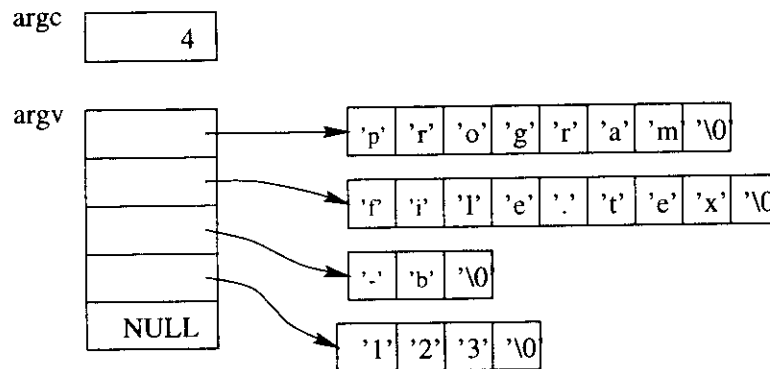 argc
4
argv
'p' 'r' 'o' 'g' 'r' 'a' 'm' '\0'
'f' 'i' 'l' 'e' '.' 't' 'e' 'x' '\0
'-' 'b' '\0'
NULL
'1' '2' '3' '\0'